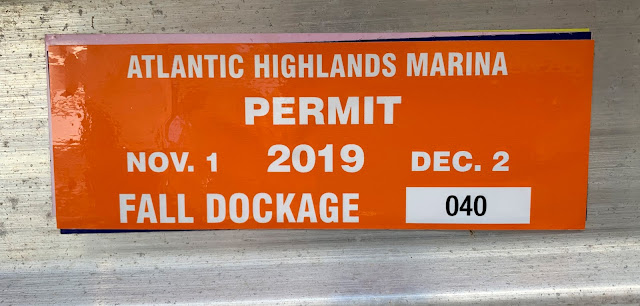 ATLANTIC HIGHLANDS MARINA
PERMIT
NOV. 1 2019 DEC. 2
FALL DOCKAGE 040